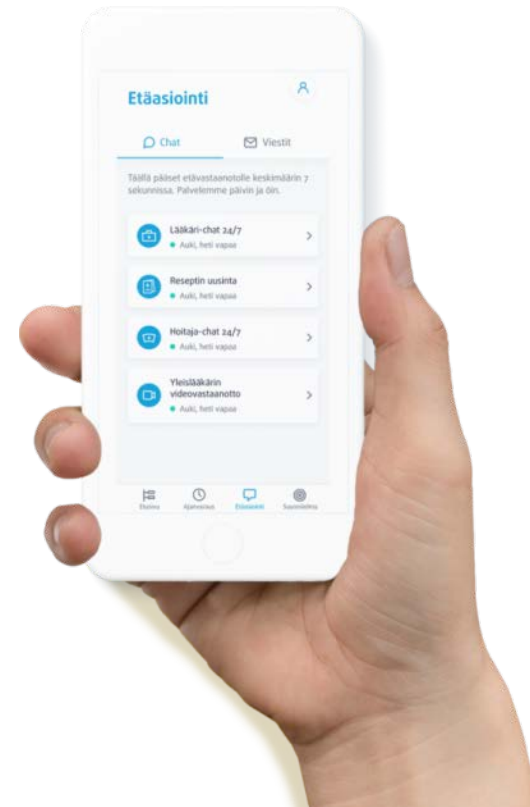 Etäasiointi
Chat
Viestit
Täällä pääset etävastaanotolle keskimäärin 7
sekunnissa. Palvelemme päivin ja öin.
Lääkäri-chat 24/7
Auki, heti vapaa
Reseptin uusinta
Auki, heti vapaa
Hoitaja-chat 24/7
Auki, heti vapaa
Yleislääkärin
videovastaanotto
Auki, heti vapaa
Etusivu
Ajanvaraus
Etäasiointi